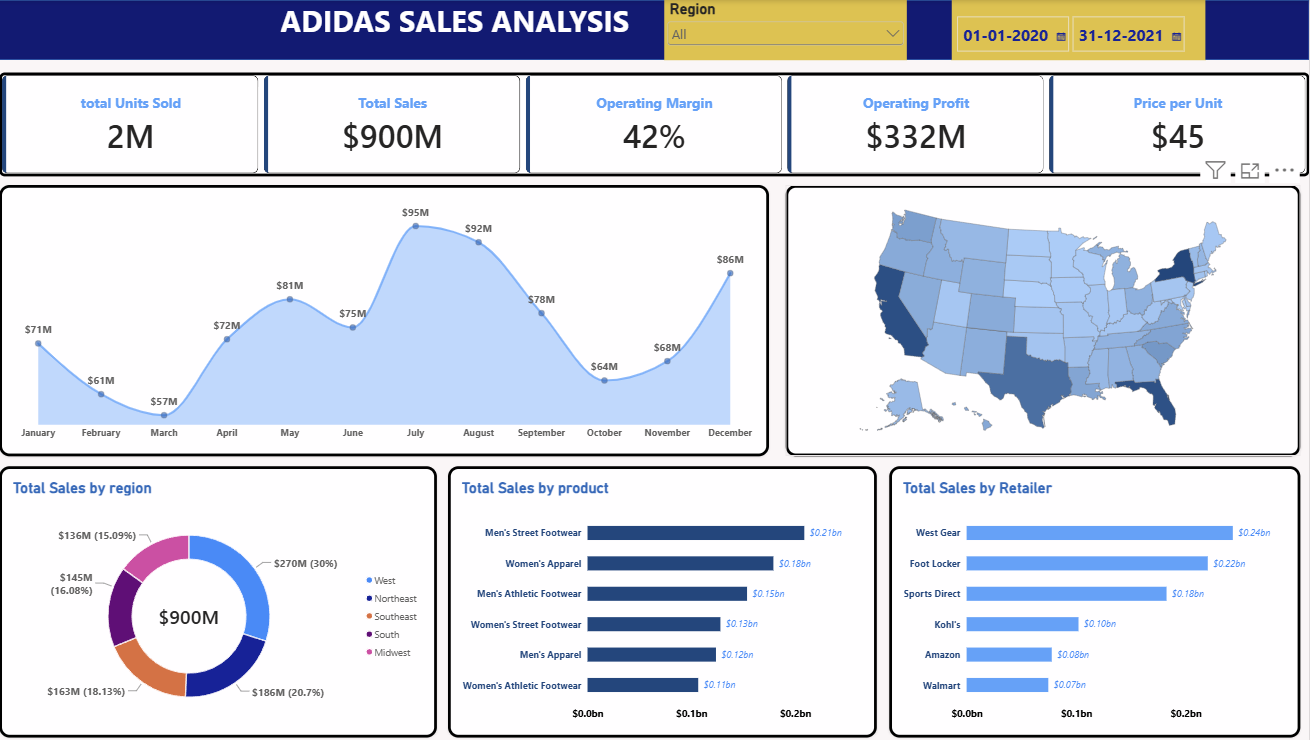 ADIDAS SALES ANALYSIS
Region
All
01-01-2020
31-12-2021
total Units Sold
2M
Total Sales
$900M
Operating Margin
42%
Operating Profit
$332M
Price per Unit
$45
$71M
$61M
$57M
$72M
$81M
$75M
$95M
$92M
$78M
$64M
$68M
$86M
January February March April May June July August September October November December
Total Sales by region
$136M (15.09%)
$270M (30%)
$145M
(16.08%)
$900M
$163M (18.13%)
$186M (20.7%)
West
Northeast
Southeast
South
Midwest
Total Sales by product
Men's Street Footwear $0.21bn
Women's Apparel $0.18bn
Men's Athletic Footwear $0.15bn
Women's Street Footwear $0.13bn
Men's Apparel $0.12bn
Women's Athletic Footwear $0.11bn
$0.0bn $0.1bn $0.2bn
Total Sales by Retailer
West Gear $0.24bn
Foot Locker $0.22bn
Sports Direct $0.18bn
Kohl's $0.10bn
Amazon $0.08bn
Walmart $0.07bn
$0.0bn $0.1bn $0.2bn